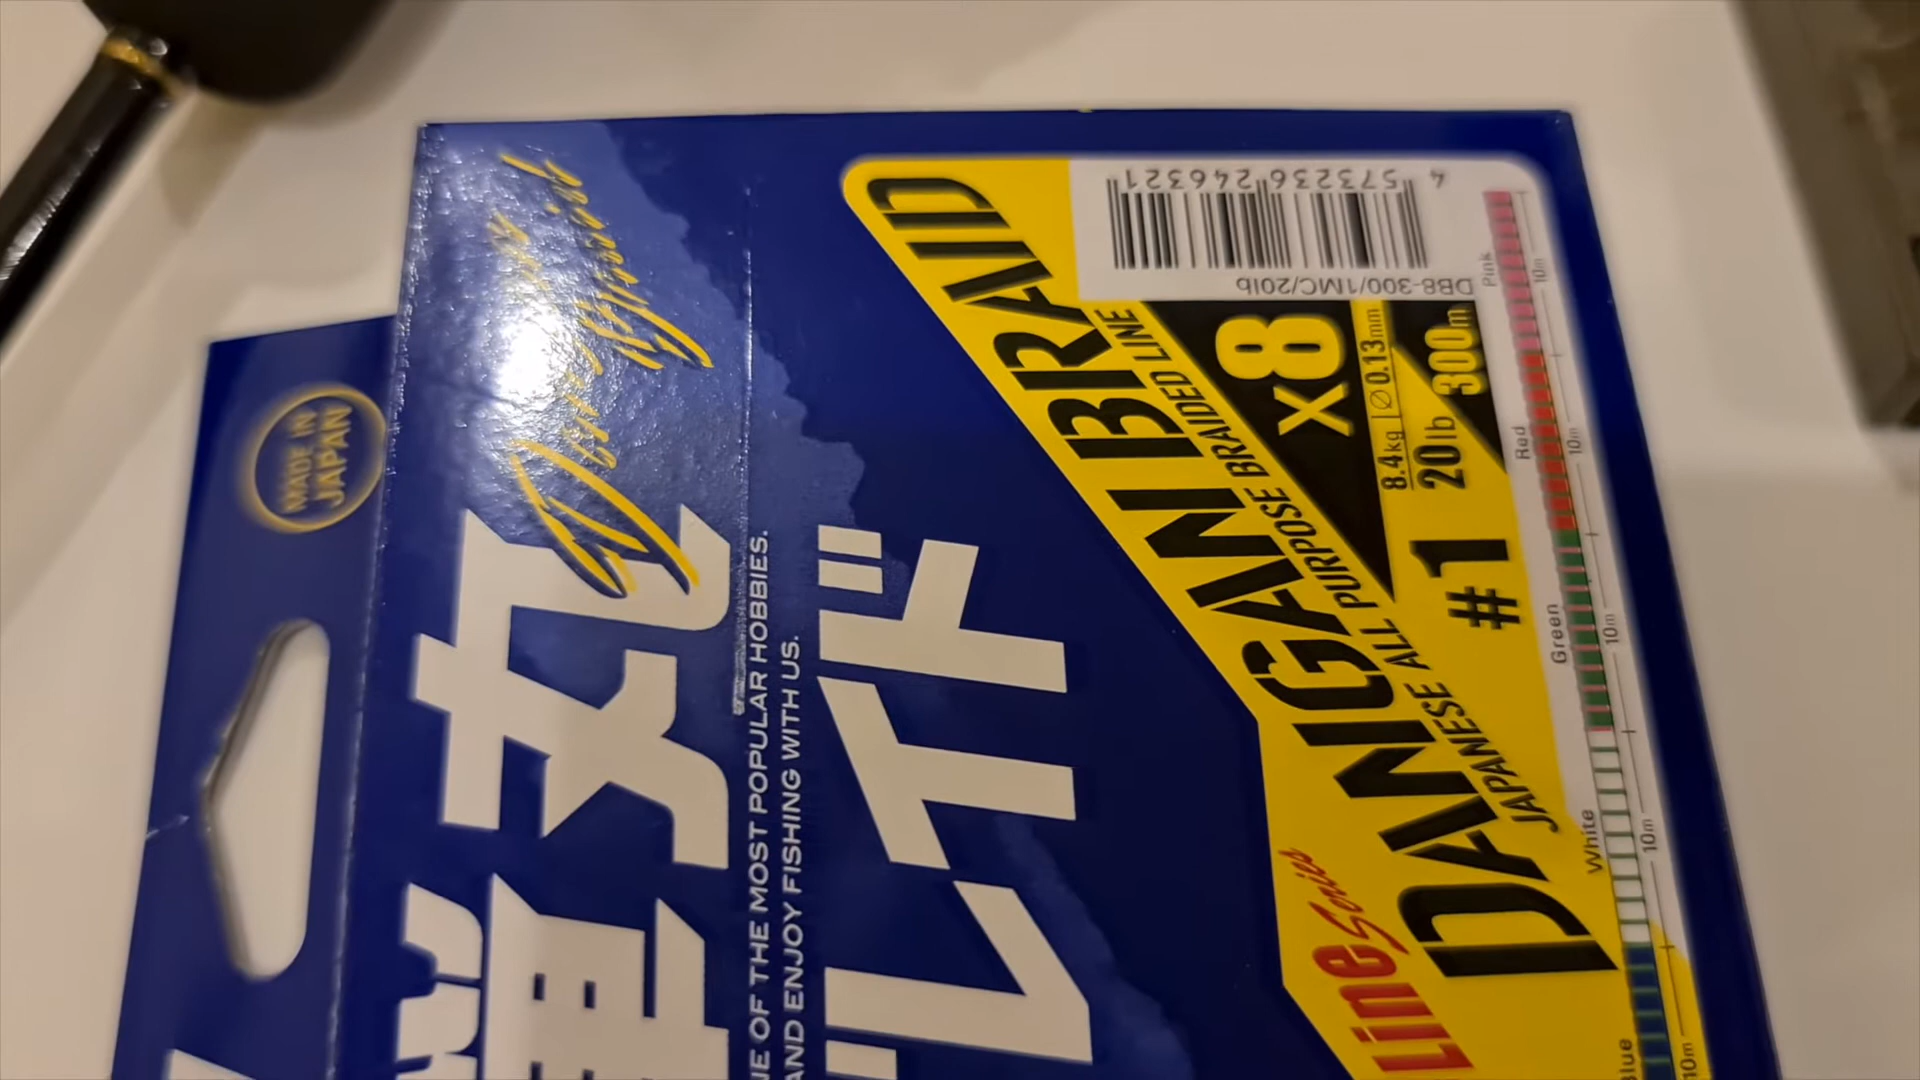 MADE IN
JAPAN
弾丸
NE OF THE MOST POPULAR HOBBIES.
AND ENJOY FISHING WITH US.
レイド
Line Series
DANGAN BRAID
JAPANESE ALL PURPOSE BRAIDED LINE
X8
4 573236 246321
DB8-300/1MC/20lb
#1
8.4kg
20lb
Ø 0.13mm
300m
Blue White Green Red Pink
10m 10m 10m 10m 10m